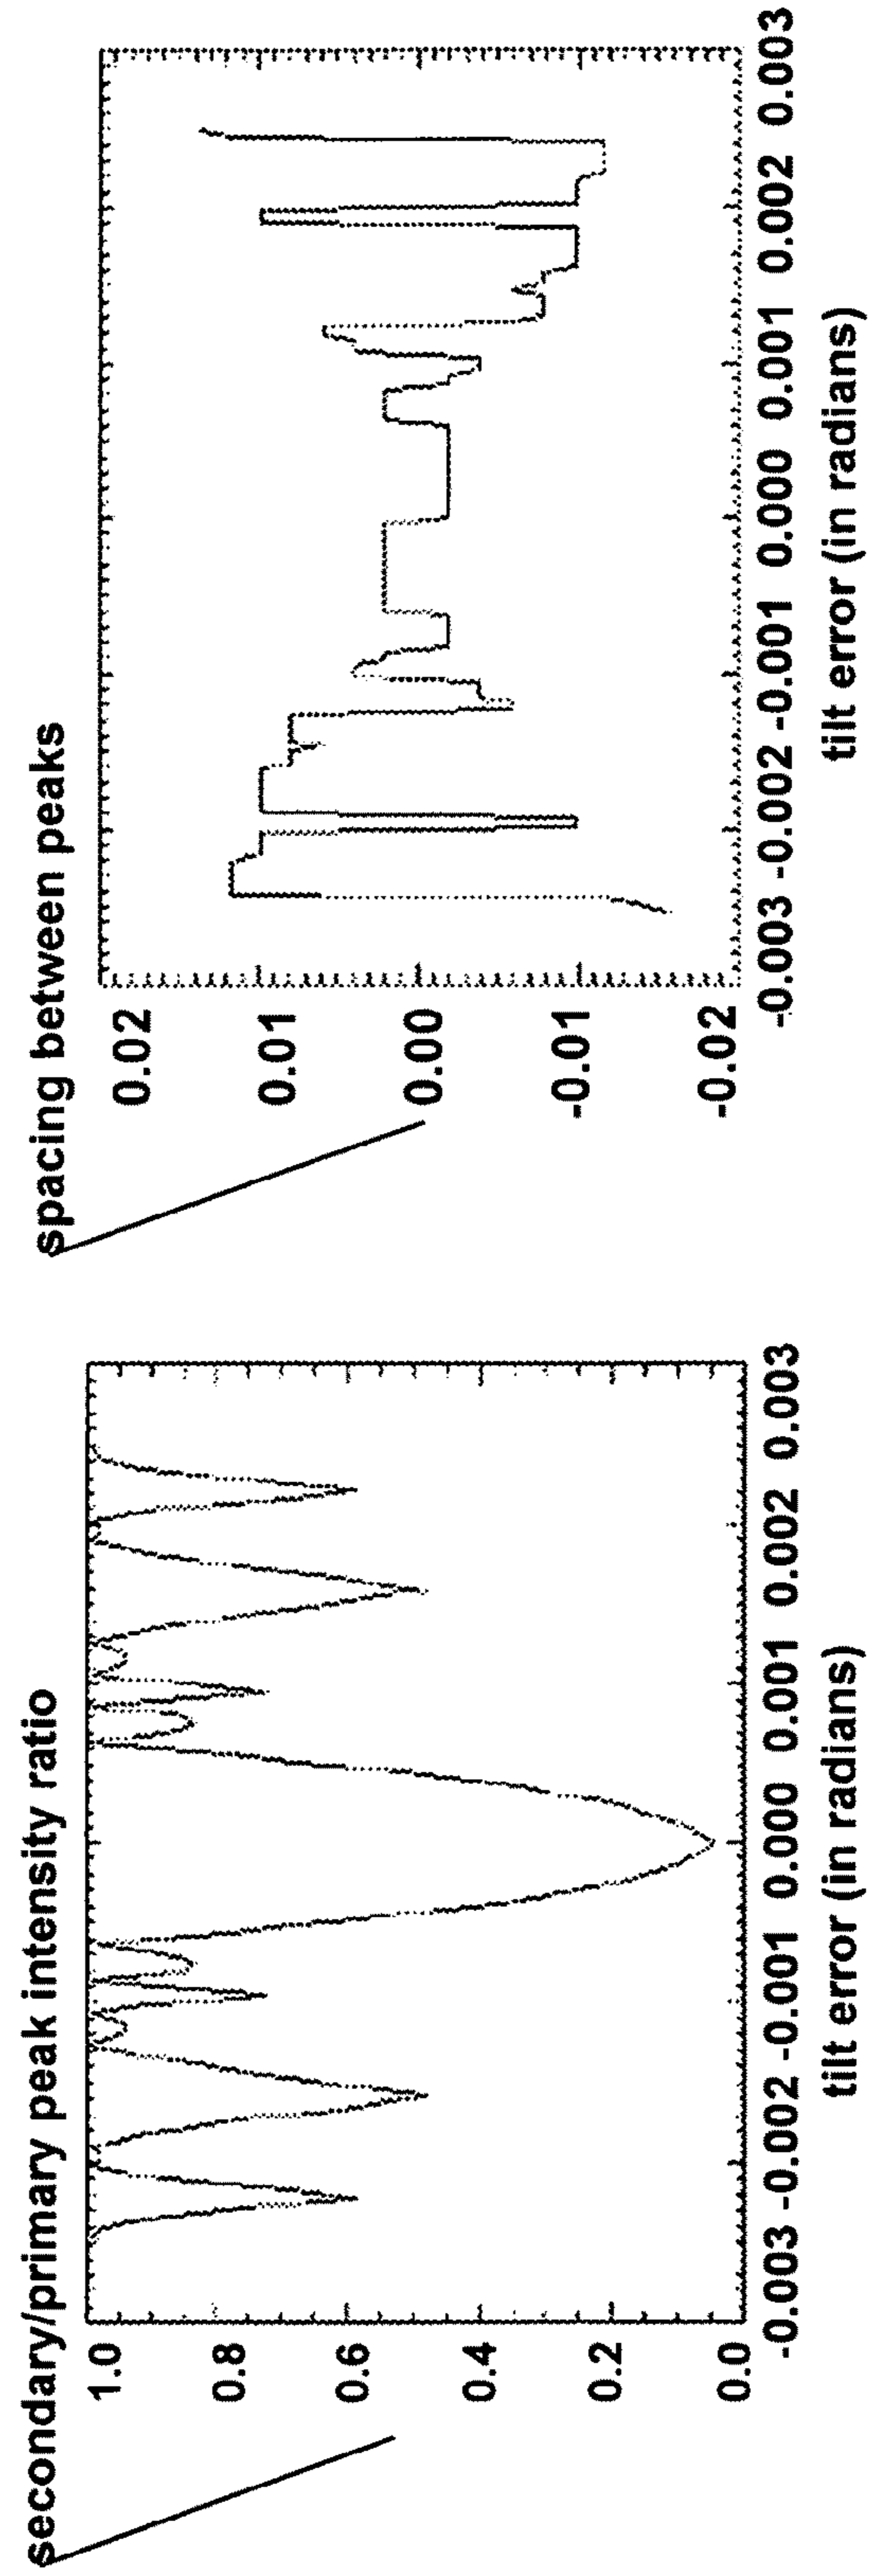 secondary/primary peak intensity ratio
1.0
0.8
0.6
0.4
0.2
0.0
-0.003 -0.002 -0.001 0.000 0.001 0.002 0.003
tilt error (in radians)
spacing between peaks
0.02
0.01
0.00
-0.01
-0.02
-0.003 -0.002 -0.001 0.000 0.001 0.002 0.003
tilt error (in radians)